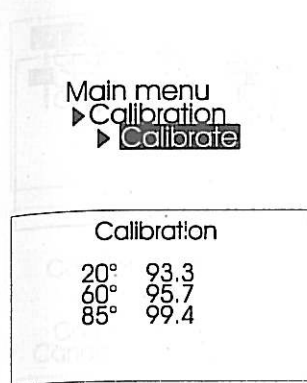 Main menu
▶ Calibration
▶ Calibrate
Calibration
20° 93.3
60° 95.7
85° 99.4